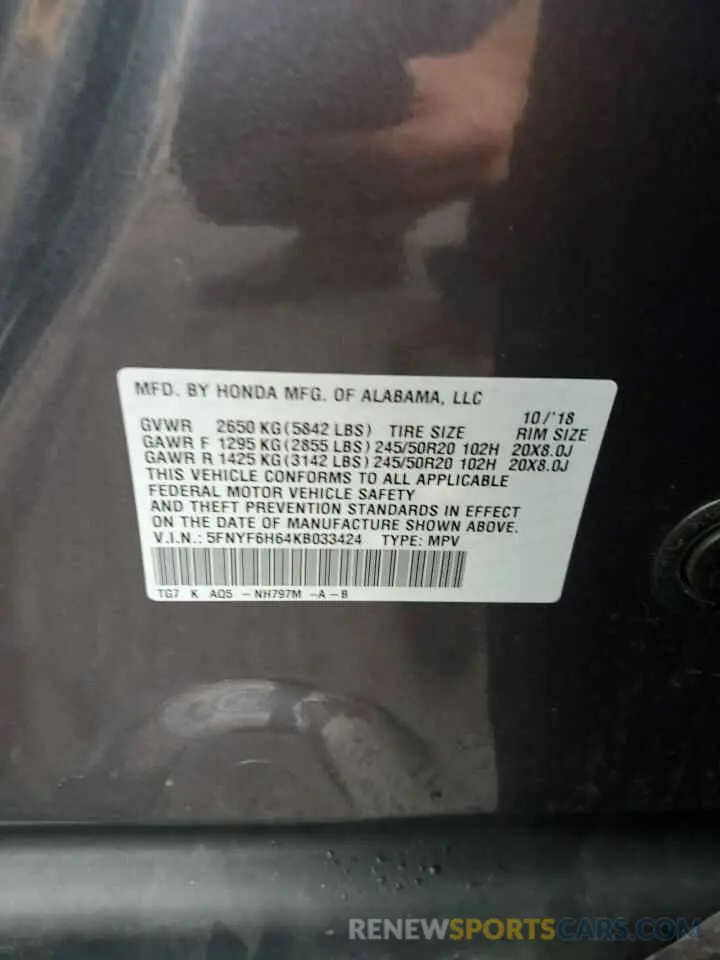 MFD. BY HONDA MFG. OF ALABAMA, LLC
10/'18
GVWR 2650 KG(5842 LBS) TIRE SIZE RIM SIZE
GAWR F 1295 KG(2855 LBS) 245/50R20 102H 20X8.0J
GAWR R 1425 KG(3142 LBS) 245/50R20 102H 20X8.0J
THIS VEHICLE CONFORMS TO ALL APPLICABLE
FEDERAL MOTOR VEHICLE SAFETY
AND THEFT PREVENTION STANDARDS IN EFFECT
ON THE DATE OF MANUFACTURE SHOWN ABOVE.
V.I.N.: 5FNYF6H64KB033424 TYPE: MPV
TG7 K AQ5 -NH797M -A-B
RENEWSPORTSCARS.COM